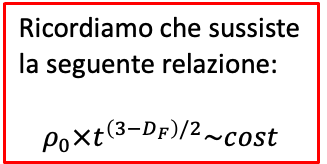 Ricordiamo che sussiste
la seguente relazione:
ρ₀×t^(3−D_F)/2~cost